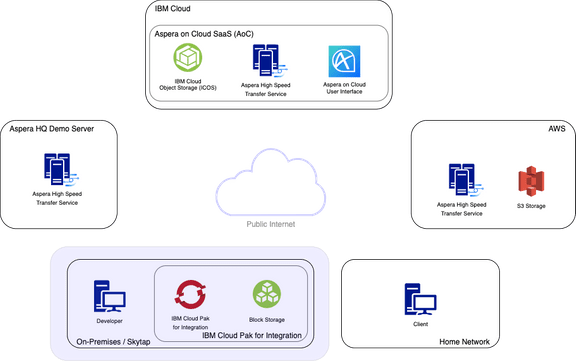 IBM Cloud
Aspera on Cloud SaaS (AoC)
IBM Cloud
Object Storage (ICOS)
Aspera High Speed
Transfer Service
Aspera on Cloud
User Interface
Aspera HQ Demo Server
Aspera High Speed
Transfer Service
Public Internet
AWS
Aspera High Speed
Transfer Service
S3 Storage
Developer
IBM Cloud Pak
for Integration
Block Storage
IBM Cloud Pak for Integration
On-Premises / Skytap
Client
Home Network